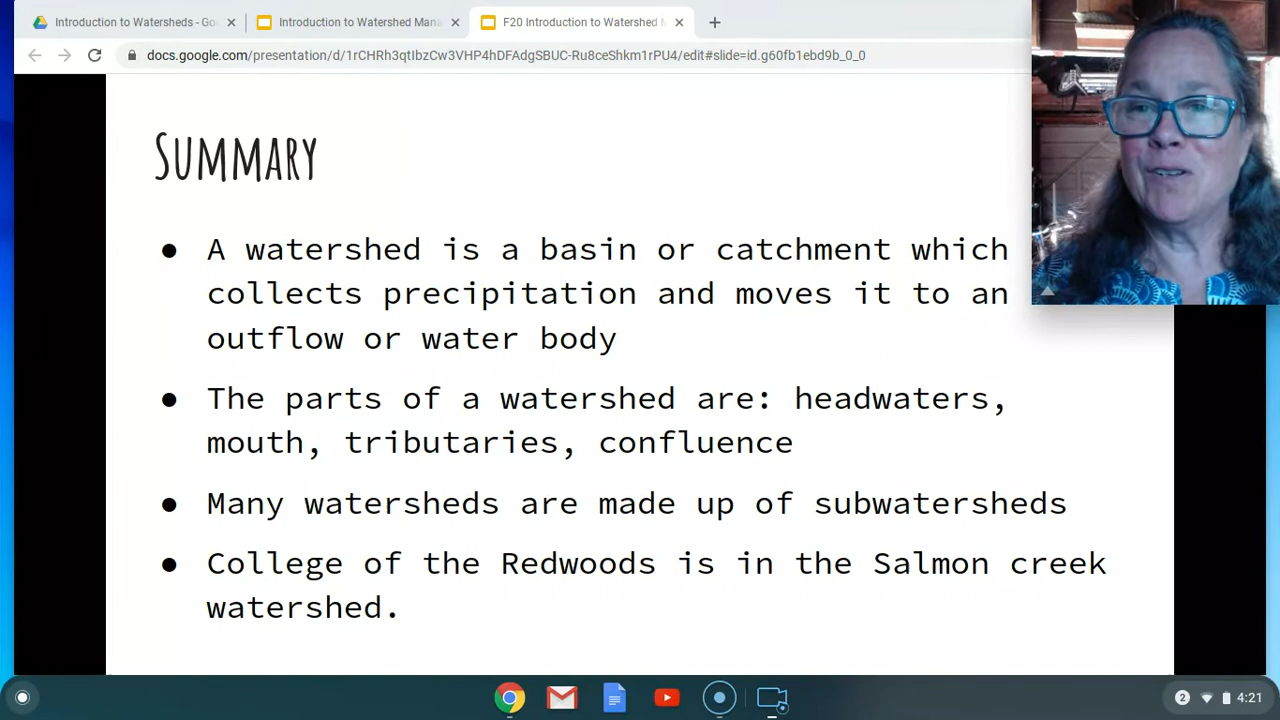 Introduction to Watersheds - Goo
Introduction to Watershed Mana
F20 Introduction to Watershed M
docs.google.com/presentation/d/1rCHRh3qtIbzCw3VHP4hDFAdgSBUC-Ru8ceShkm1rPU4/edit#slide=id.g60fb1ebd9b_0_0
Summary
● A watershed is a basin or catchment which
collects precipitation and moves it to an
outflow or water body
● The parts of a watershed are: headwaters,
mouth, tributaries, confluence
● Many watersheds are made up of subwatersheds
● College of the Redwoods is in the Salmon creek
watershed.
2 4:21